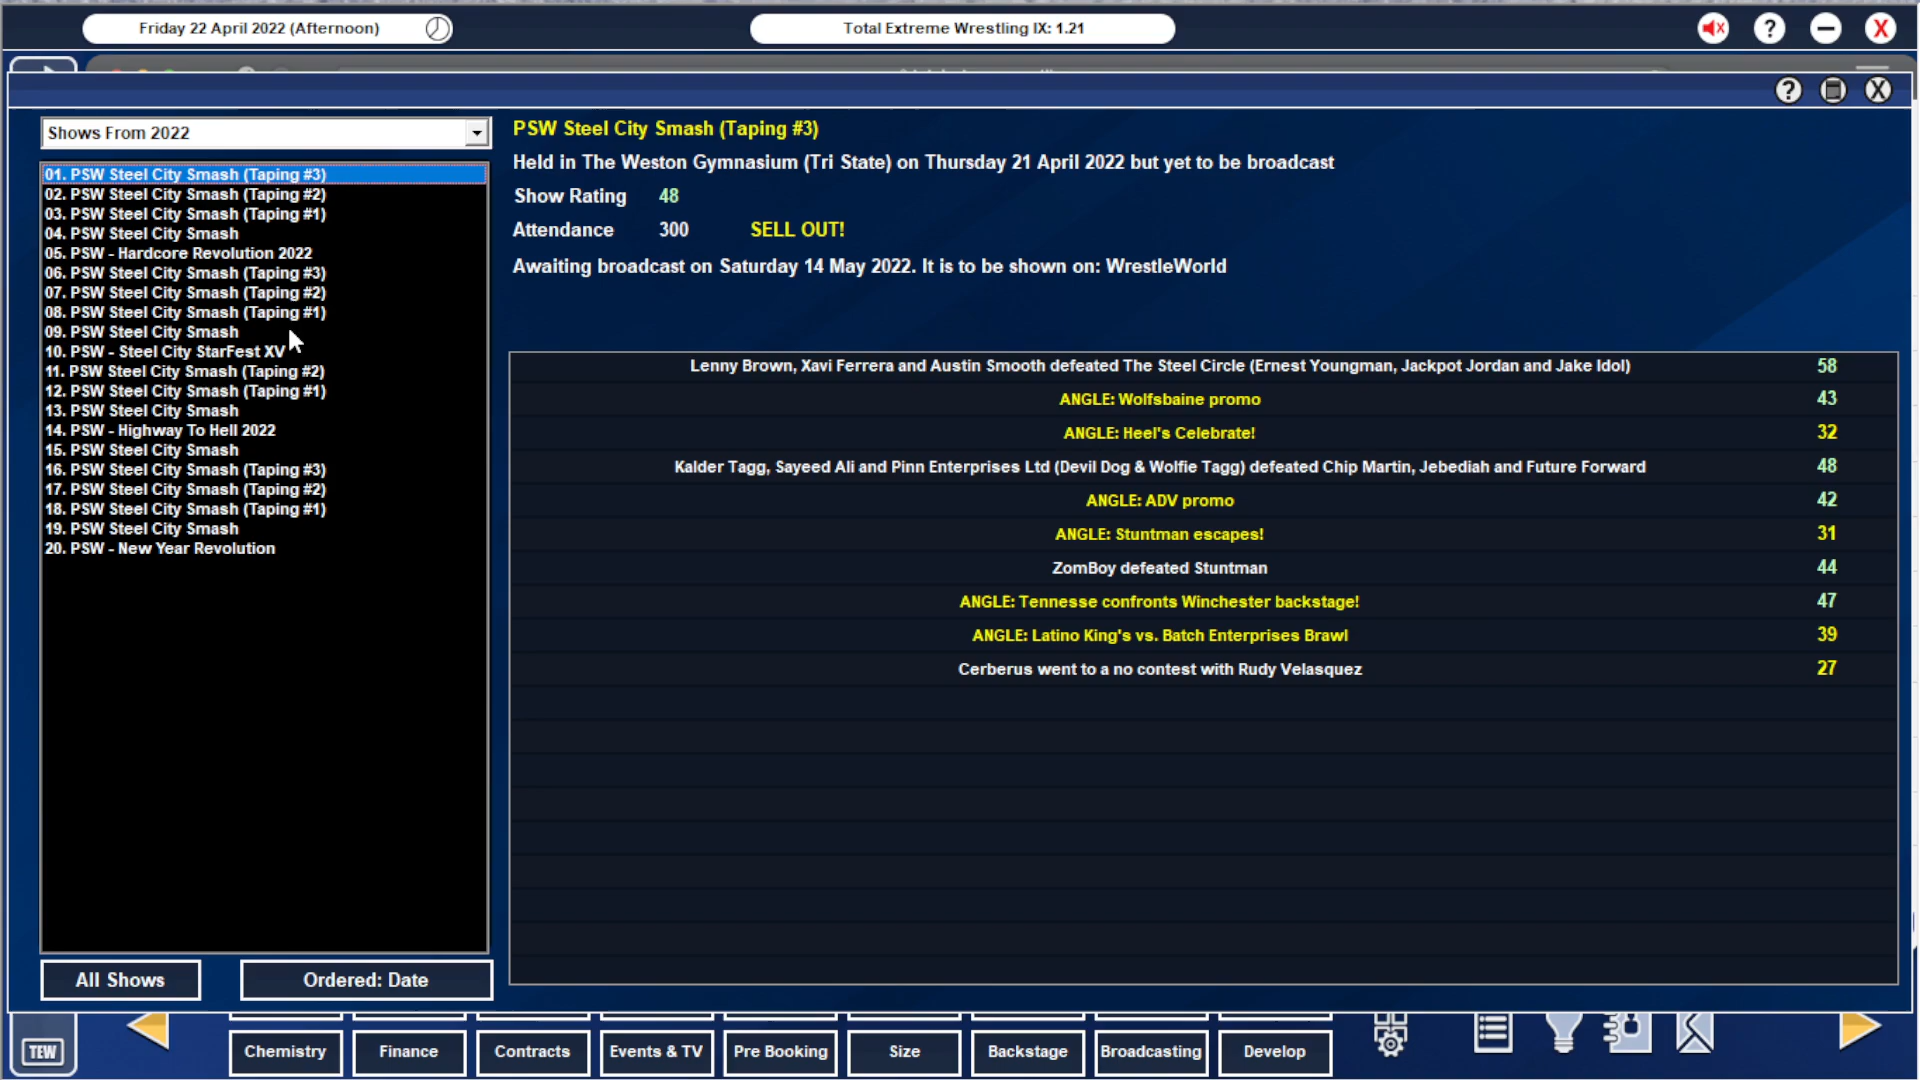 Friday 22 April 2022 (Afternoon)
Total Extreme Wrestling IX: 1.21
?
X
?
X
Shows From 2022
01. PSW Steel City Smash (Taping #3)
02. PSW Steel City Smash (Taping #2)
03. PSW Steel City Smash (Taping #1)
04. PSW Steel City Smash
05. PSW - Hardcore Revolution 2022
06. PSW Steel City Smash (Taping #3)
07. PSW Steel City Smash (Taping #2)
08. PSW Steel City Smash (Taping #1)
09. PSW Steel City Smash
10. PSW - Steel City StarFest XV
11. PSW Steel City Smash (Taping #2)
12. PSW Steel City Smash (Taping #1)
13. PSW Steel City Smash
14. PSW - Highway To Hell 2022
15. PSW Steel City Smash
16. PSW Steel City Smash (Taping #3)
17. PSW Steel City Smash (Taping #2)
18. PSW Steel City Smash (Taping #1)
19. PSW Steel City Smash
20. PSW - New Year Revolution
All Shows
Ordered: Date
PSW Steel City Smash (Taping #3)
Held in The Weston Gymnasium (Tri State) on Thursday 21 April 2022 but yet to be broadcast
Show Rating 48
Attendance 300 SELL OUT!
Awaiting broadcast on Saturday 14 May 2022. It is to be shown on: WrestleWorld
Lenny Brown, Xavi Ferrera and Austin Smooth defeated The Steel Circle (Ernest Youngman, Jackpot Jordan and Jake Idol) 58
ANGLE: Wolfsbaine promo 43
ANGLE: Heel's Celebrate! 32
Kalder Tagg, Sayeed Ali and Pinn Enterprises Ltd (Devil Dog & Wolfie Tagg) defeated Chip Martin, Jebediah and Future Forward 48
ANGLE: ADV promo 42
ANGLE: Stuntman escapes! 31
ZomBoy defeated Stuntman 44
ANGLE: Tennesse confronts Winchester backstage! 47
ANGLE: Latino King's vs. Batch Enterprises Brawl 39
Cerberus went to a no contest with Rudy Velasquez 27
TEW
Chemistry
Finance
Contracts
Events & TV
Pre Booking
Size
Backstage
Broadcasting
Develop